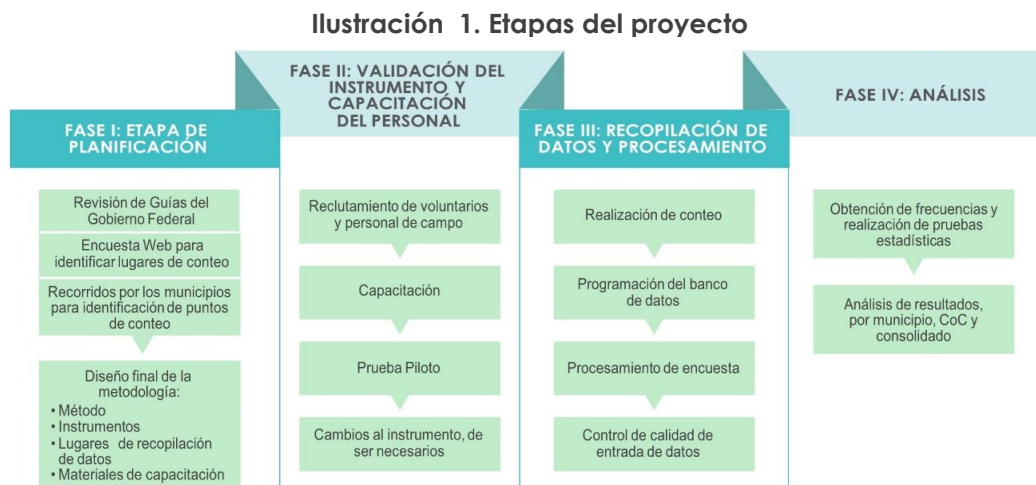 Ilustración 1. Etapas del proyecto
FASE I: ETAPA DE
PLANIFICACIÓN
Revisión de Guías del
Gobierno Federal
Encuesta Web para
identificar lugares de conteo
Recorridos por los municipios
para identificación de puntos
de conteo
Diseño final de la
metodología:
• Método
• Instrumentos
• Lugares de recopilación
de datos
• Materiales de capacitación
FASE II: VALIDACIÓN DEL
INSTRUMENTO Y
CAPACITACIÓN
DEL PERSONAL
Reclutamiento de voluntarios
y personal de campo
Capacitación
Prueba Piloto
Cambios al instrumento, de
ser necesarios
FASE III: RECOPILACIÓN DE
DATOS Y PROCESAMIENTO
Realización de conteo
Programación del banco
de datos
Procesamiento de encuesta
Control de calidad de
entrada de datos
FASE IV: ANÁLISIS
Obtención de frecuencias y
realización de pruebas
estadísticas
Análisis de resultados,
por municipio, CoC y
consolidado